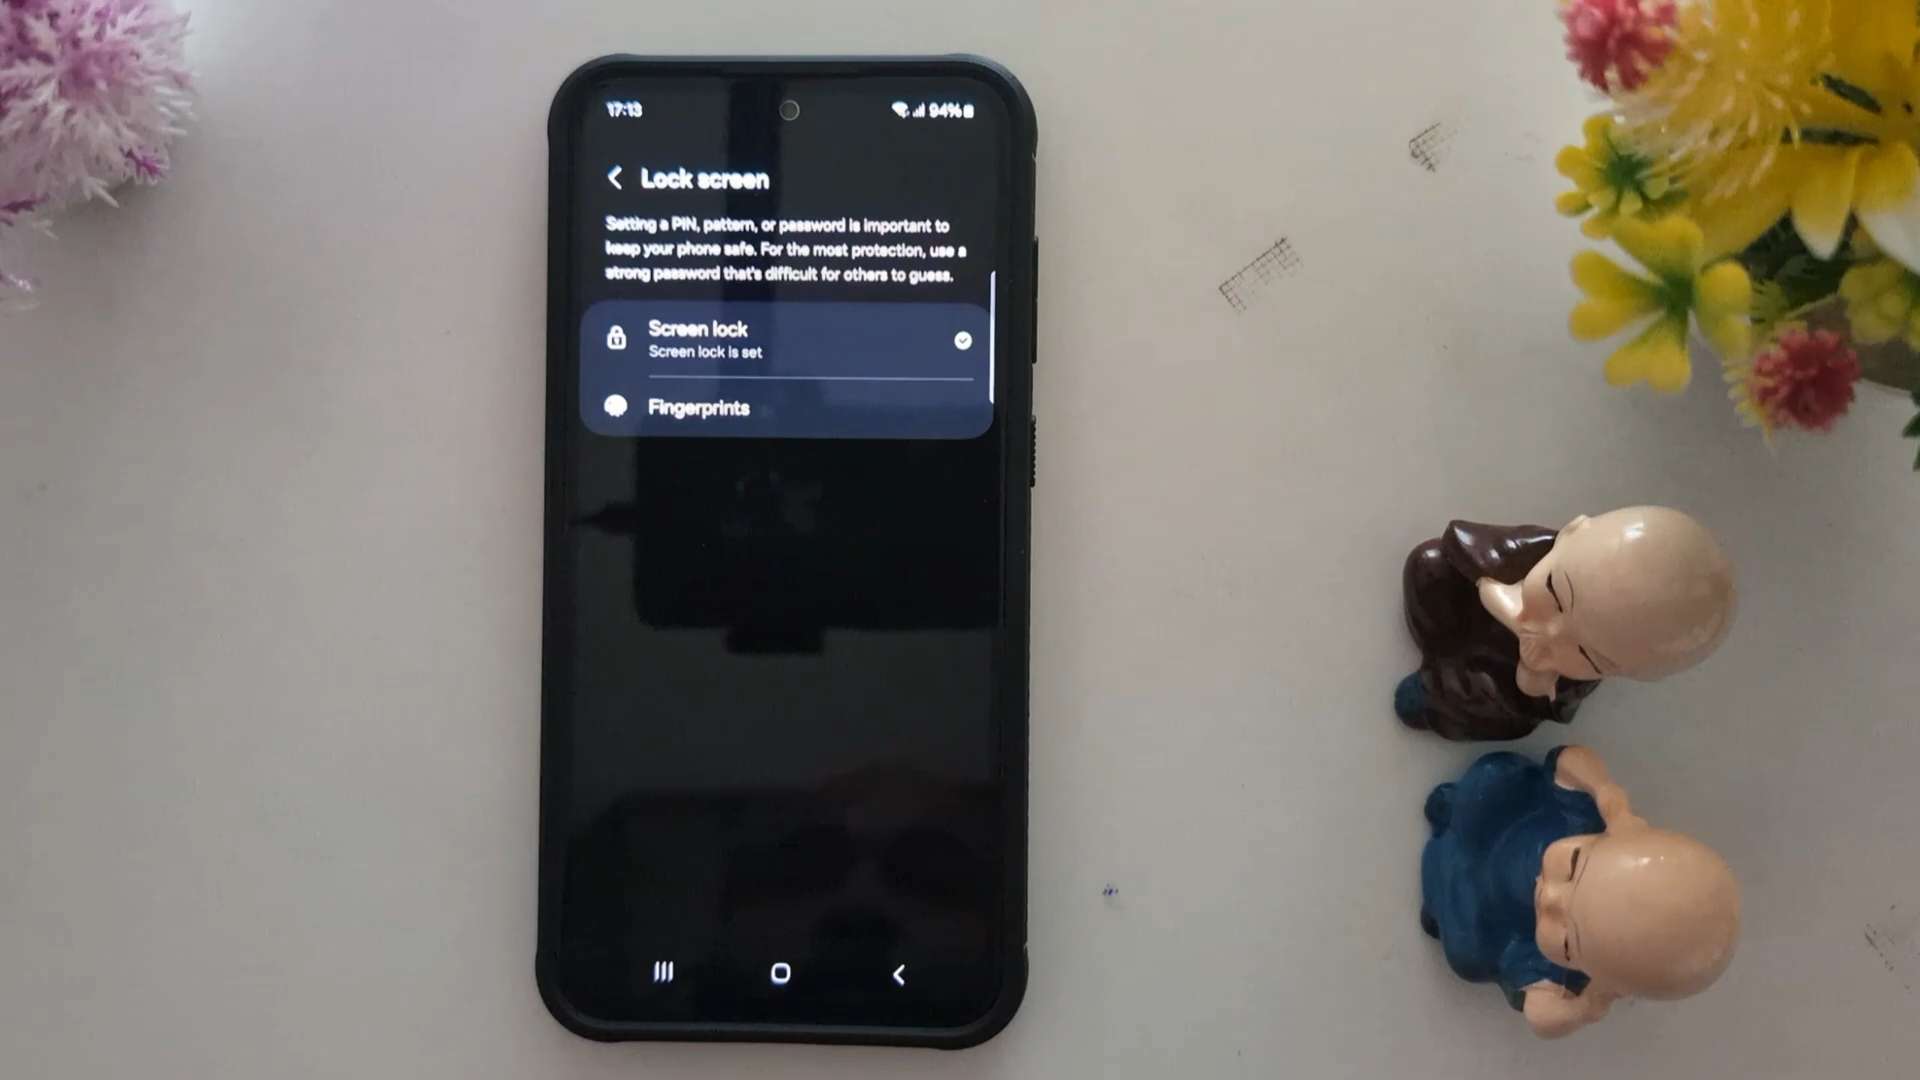 17:13
94%
Lock screen
Setting a PIN, pattern, or password is important to
keep your phone safe. For the most protection, use a
strong password that's difficult for others to guess.
Screen lock
Screen lock is set
Fingerprints